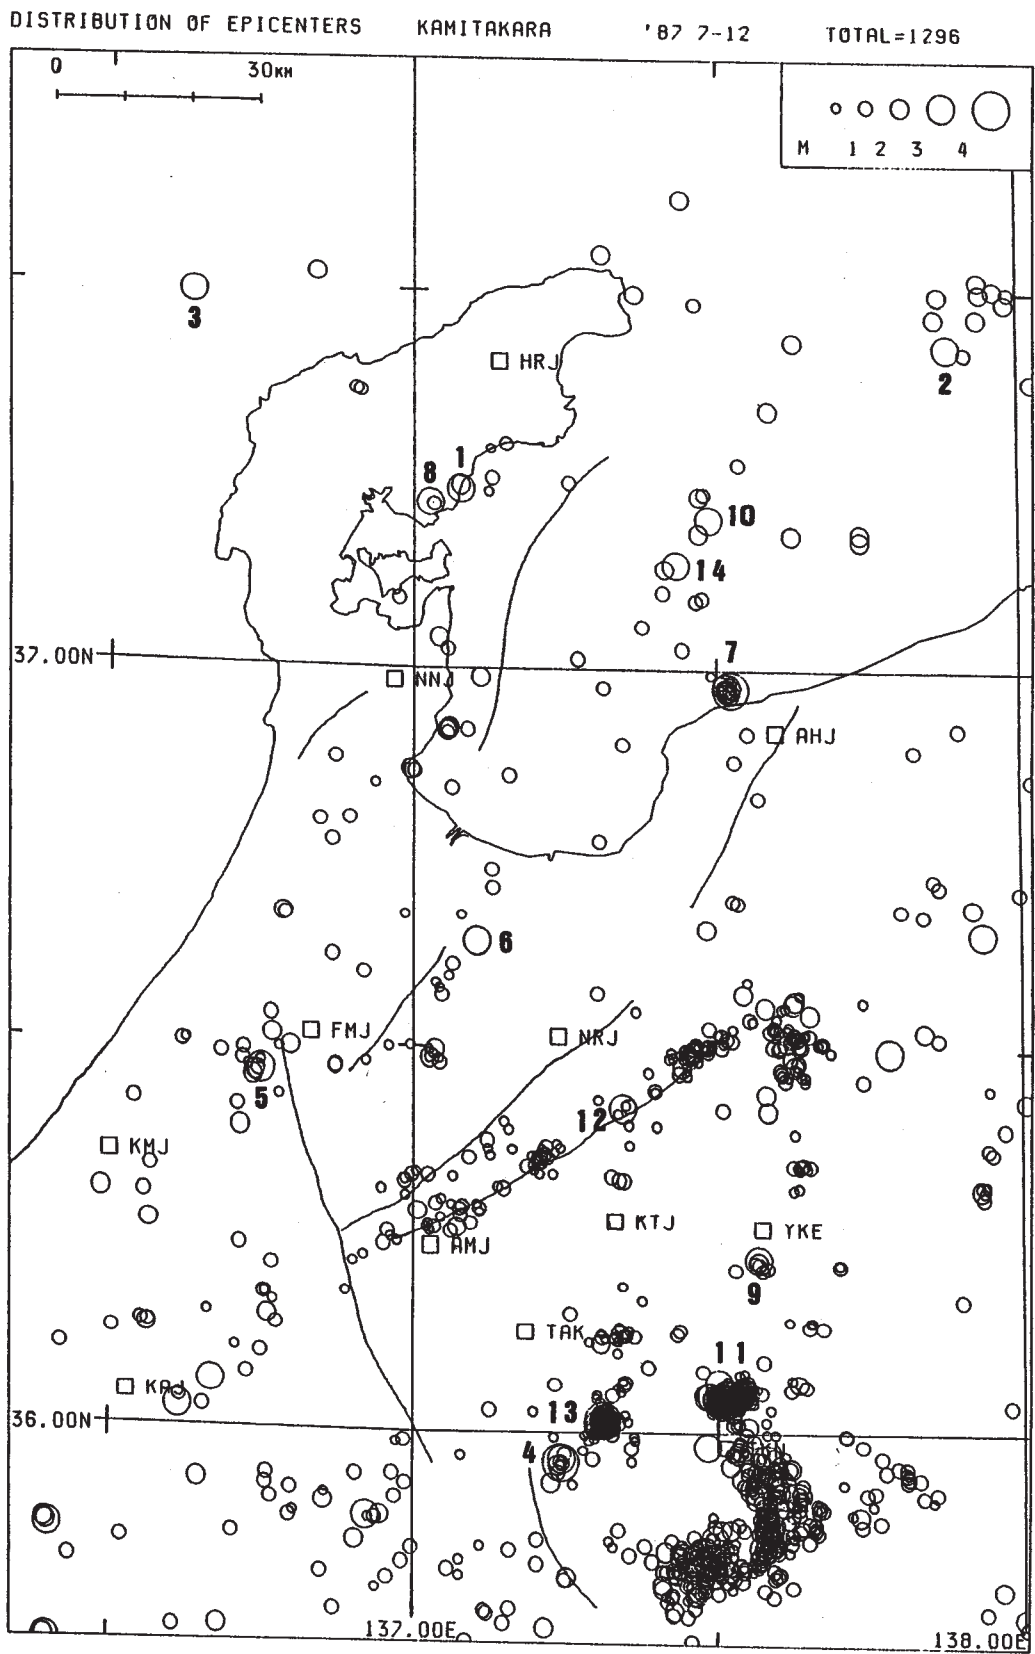 DISTRIBUTION OF EPICENTERS KAMITAKARA '87 7-12 TOTAL=1296
0 30KM
M 1 2 3 4
3
HRJ
2
8 1
10
14
37.00N
7
NNJ
AHJ
6
FMJ
NRJ
5
12
KMJ
KTJ
YKE
AMJ
9
TAK
11
KAJ
13
36.00N
4
137.00E 138.00E